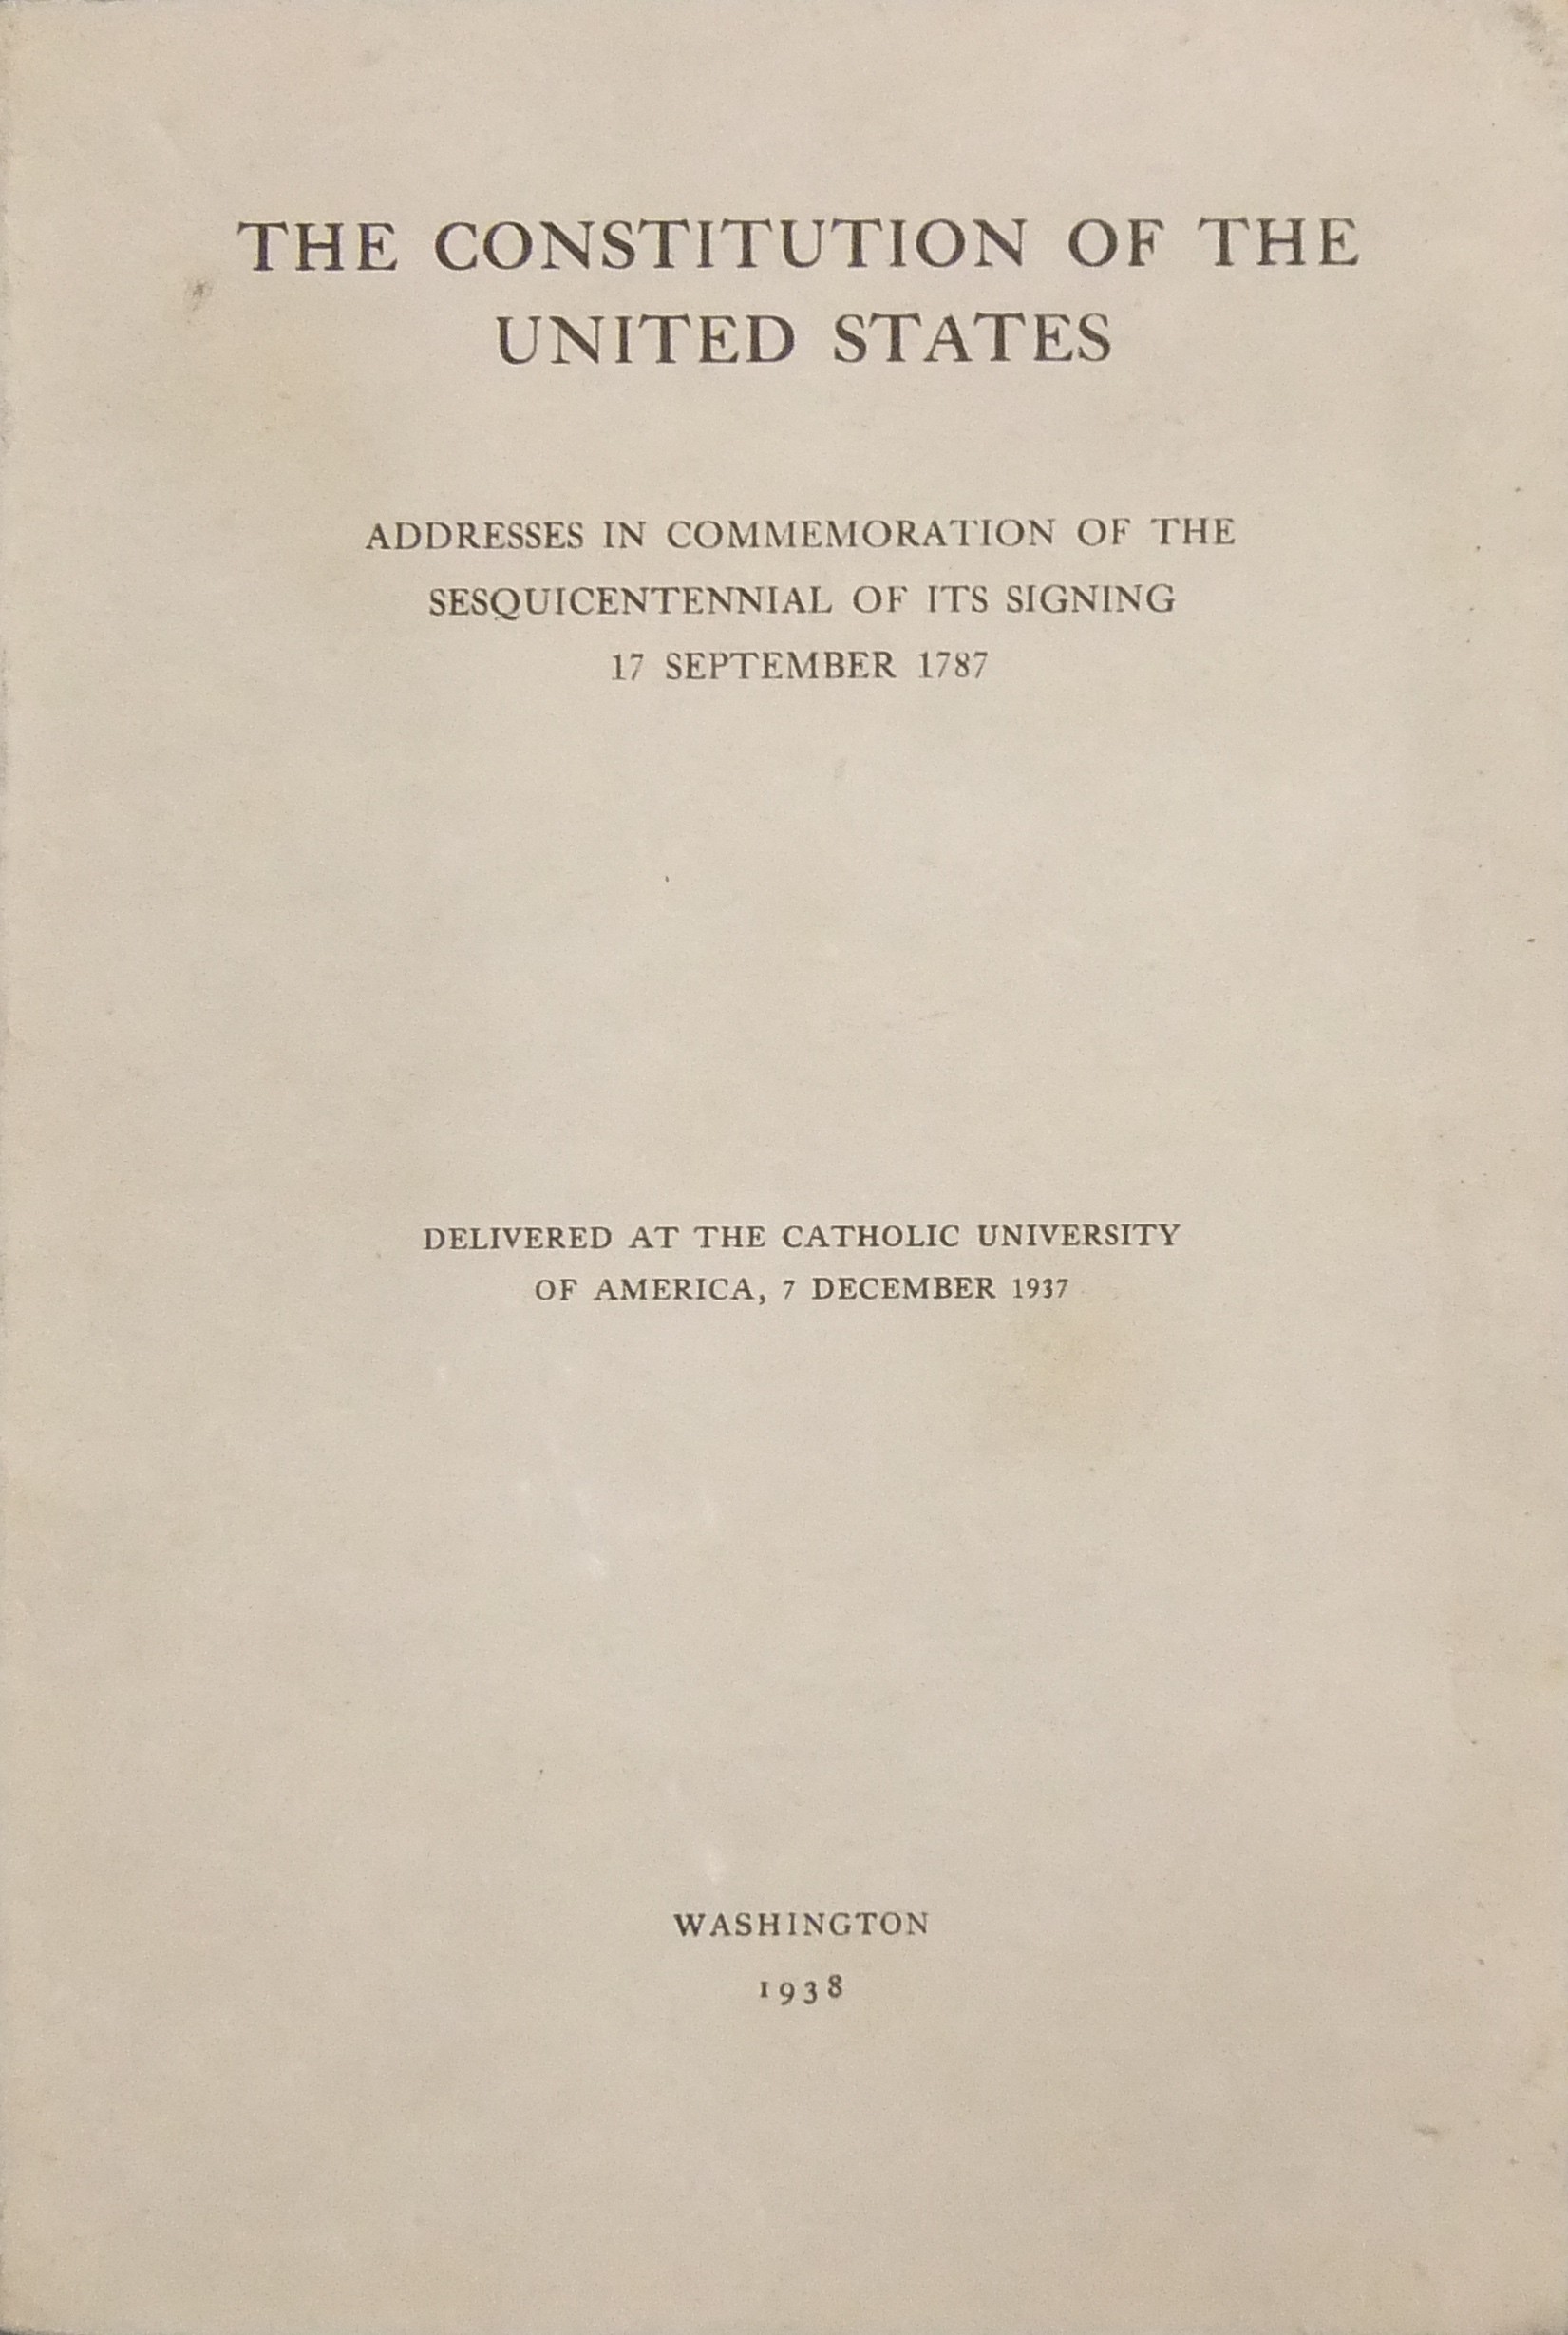 THE CONSTITUTION OF THE
UNITED STATES
ADDRESSES IN COMMEMORATION OF THE
SESQUICENTENNIAL OF ITS SIGNING
17 SEPTEMBER 1787
DELIVERED AT THE CATHOLIC UNIVERSITY
OF AMERICA, 7 DECEMBER 1937
WASHINGTON
1938